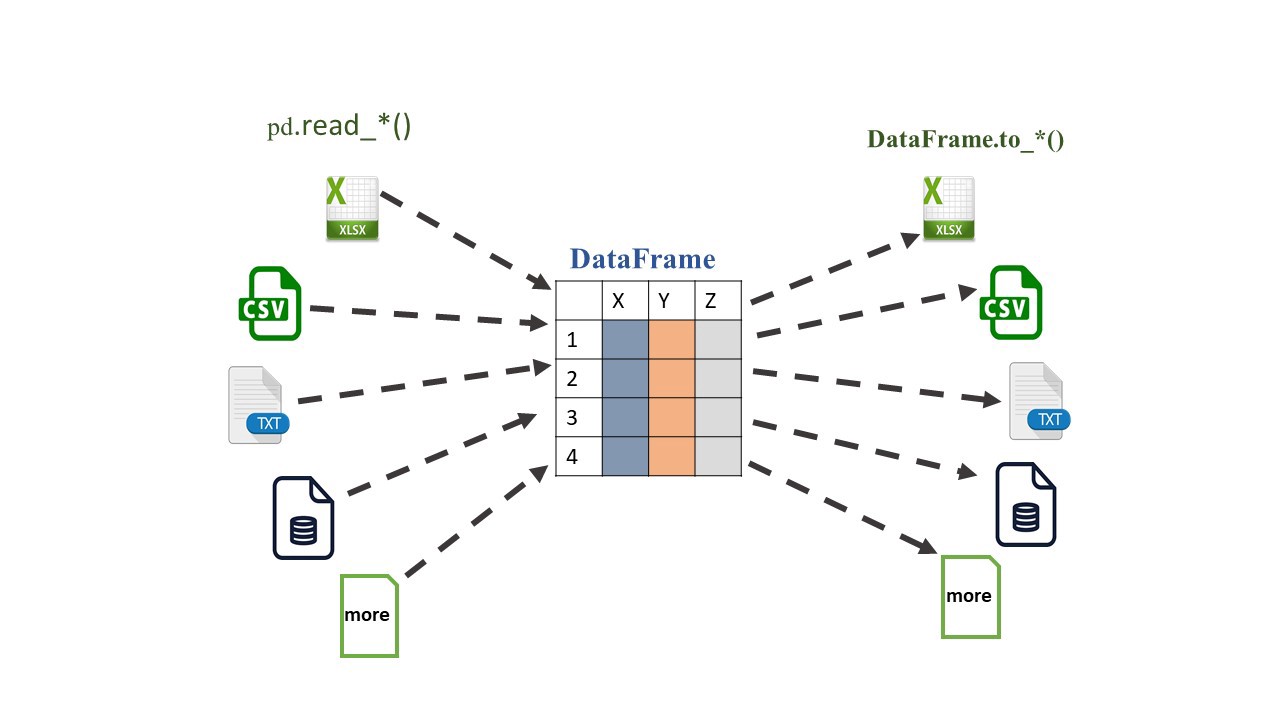 pd.read_*()
DataFrame.to_*()
X
XLSX
X
XLSX
DataFrame
CSV
X Y Z
CSV
1
2
TXT
3
TXT
4
more
more